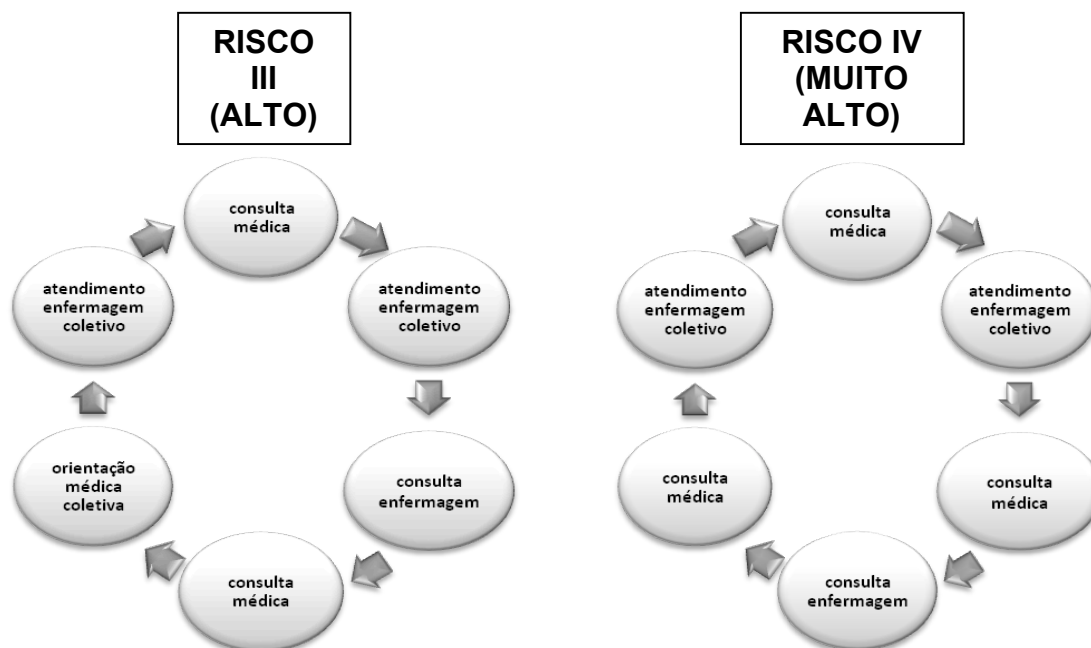 RISCO
III
(ALTO)
consulta
médica
atendimento
enfermagem
coletivo
consulta
enfermagem
consulta
médica
orientação
médica
coletiva
atendimento
enfermagem
coletivo
RISCO IV
(MUITO
ALTO)
consulta
médica
atendimento
enfermagem
coletivo
consulta
médica
consulta
enfermagem
consulta
médica
atendimento
enfermagem
coletivo